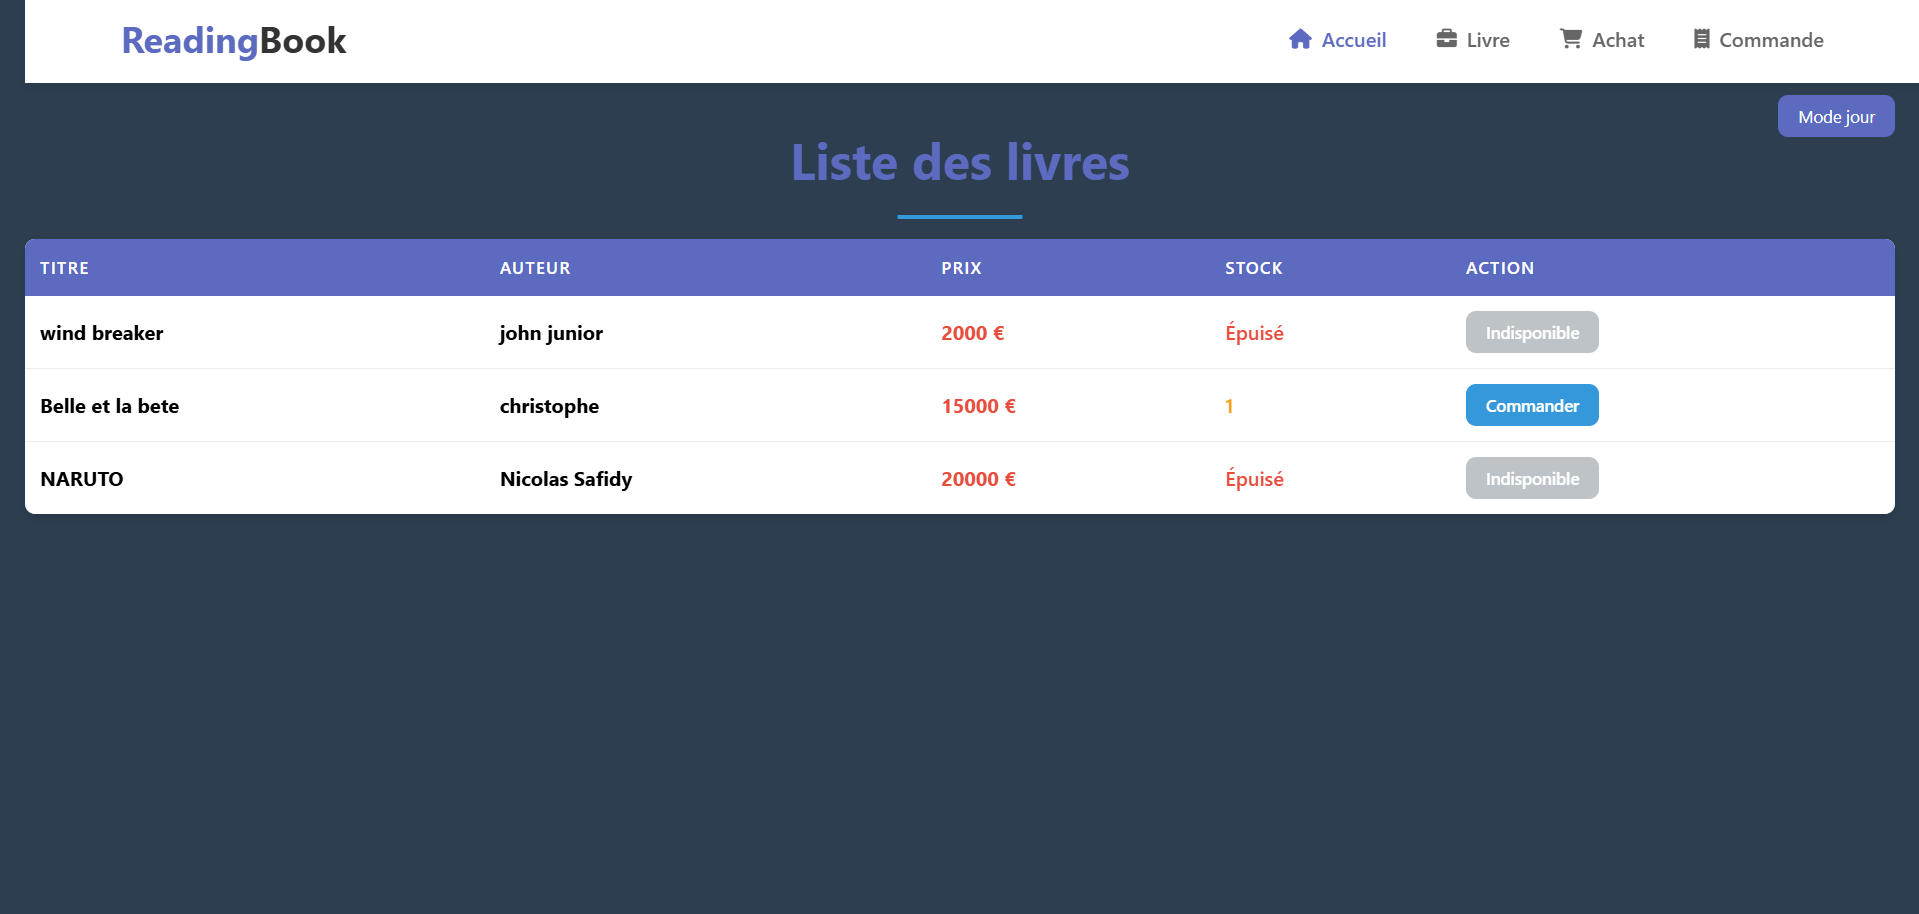 ReadingBook
Accueil Livre Achat Commande
Mode jour
Liste des livres
TITRE AUTEUR PRIX STOCK ACTION
wind breaker john junior 2000 € Épuisé Indisponible
Belle et la bete christophe 15000 € 1 Commander
NARUTO Nicolas Safidy 20000 € Épuisé Indisponible